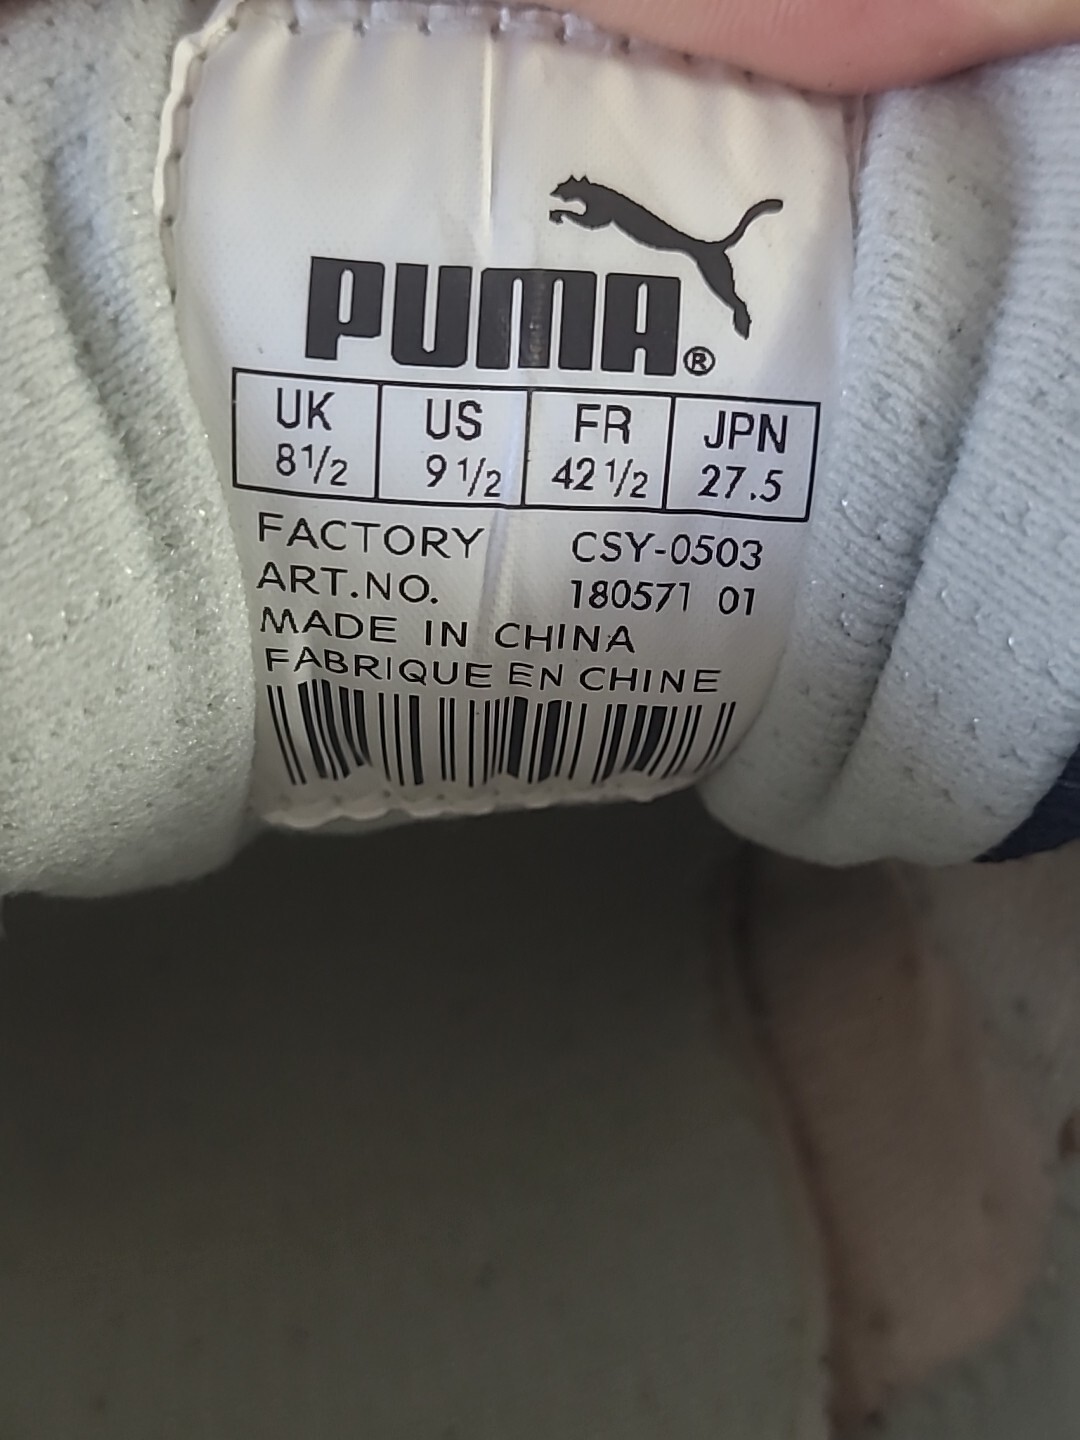 PUMA®
UK US FR JPN
8 1/2 9 1/2 42 1/2 27.5
FACTORY CSY-0503
ART.NO. 180571 01
MADE IN CHINA
FABRIQUE EN CHINE